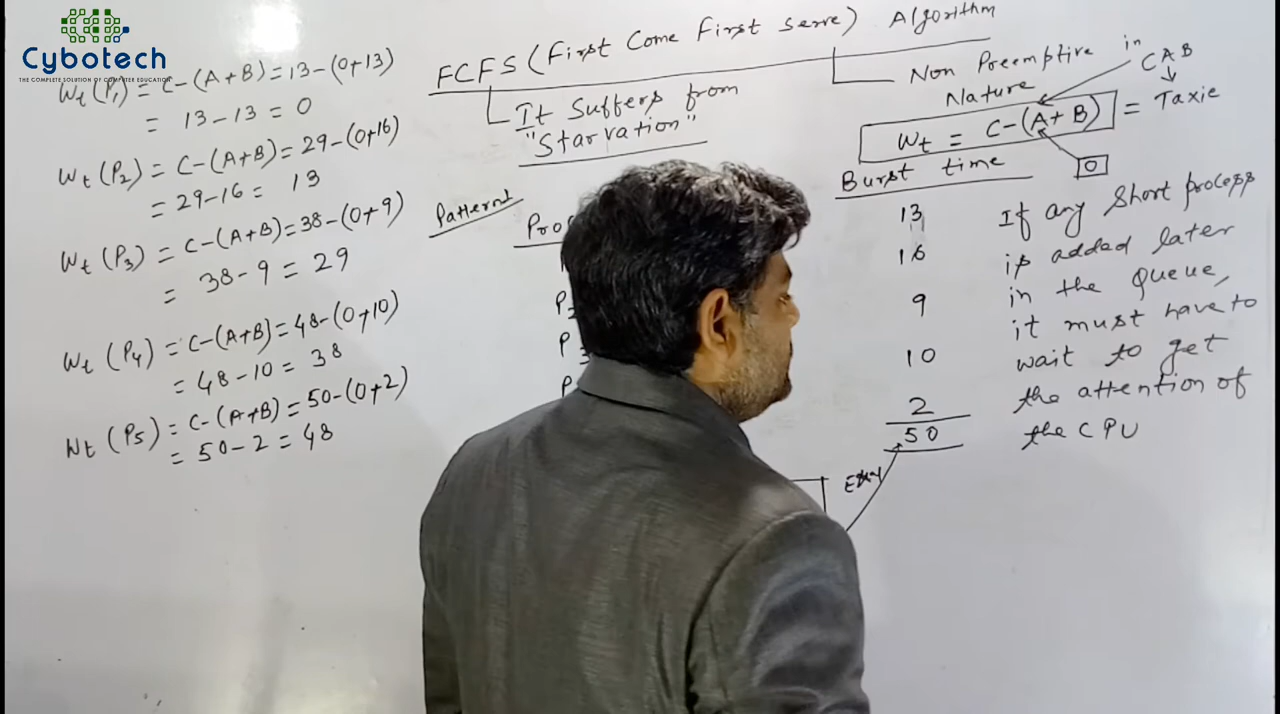 Cybotech
THE COMPLETE SOLUTION OF COMPUTER EDUCATION
FCFS (First Come First Serve) Algorithm
It Suffers from
"Starvation"
Non Preemptive
Nature
in
CAB
Wt = C-(A+B) = Taxie
0
Wt (P1) = C-(A+B) = 13-(0+13)
= 13-13 = 0
Wt (P2) = C-(A+B) = 29-(0+16)
= 29-16 = 13
Wt (P3) = C-(A+B) = 38-(0+9)
= 38-9 = 29
Wt (P4) = C-(A+B) = 48-(0+10)
= 48-10 = 38
Wt (P5) = C-(A+B) = 50-(0+2)
= 50-2 = 48
Burst time
13
16
9
10
2
50
P2
P3
P
If any Short process
is added later
in the queue,
it must have to
wait to get
the attention of
the CPU